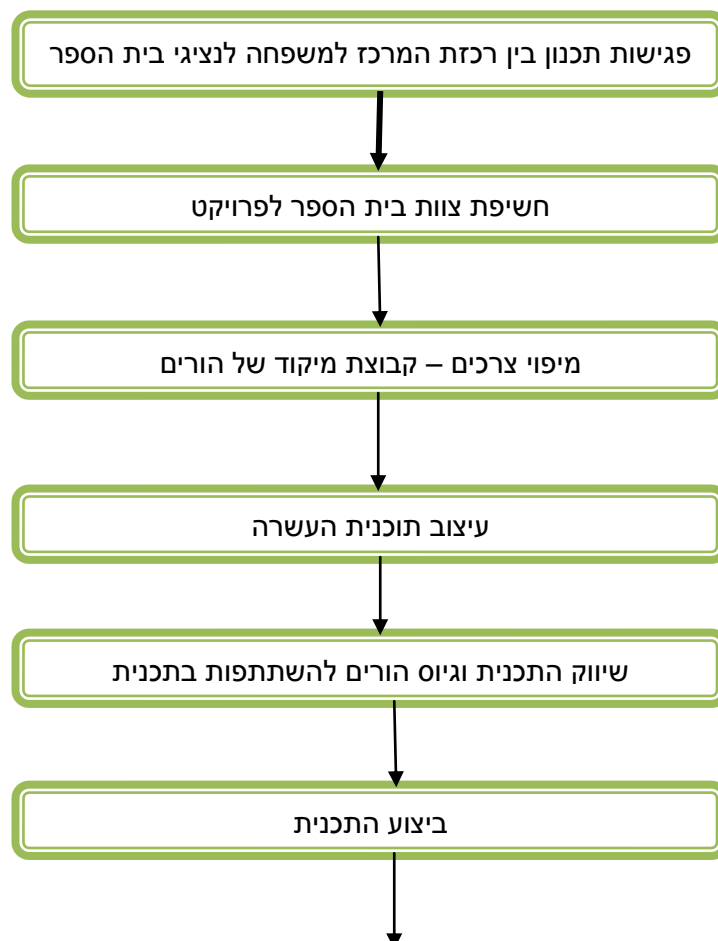 פגישות תכנון בין רכזת המרכז למשפחה לנציגי בית הספר
חשיפת צוות בית הספר לפרויקט
מיפוי צרכים – קבוצת מיקוד של הורים
עיצוב תוכנית העשרה
שיווק התכנית וגיוס הורים להשתתפות בתכנית
ביצוע התכנית